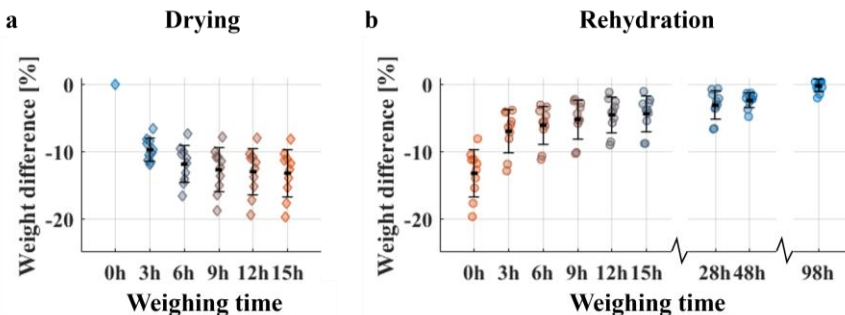 a Drying
Weight difference [%]
0
-10
-20
0h 3h 6h 9h 12h 15h
Weighing time
b Rehydration
Weight difference [%]
0
-10
-20
0h 3h 6h 9h 12h 15h 28h 48h 98h
Weighing time